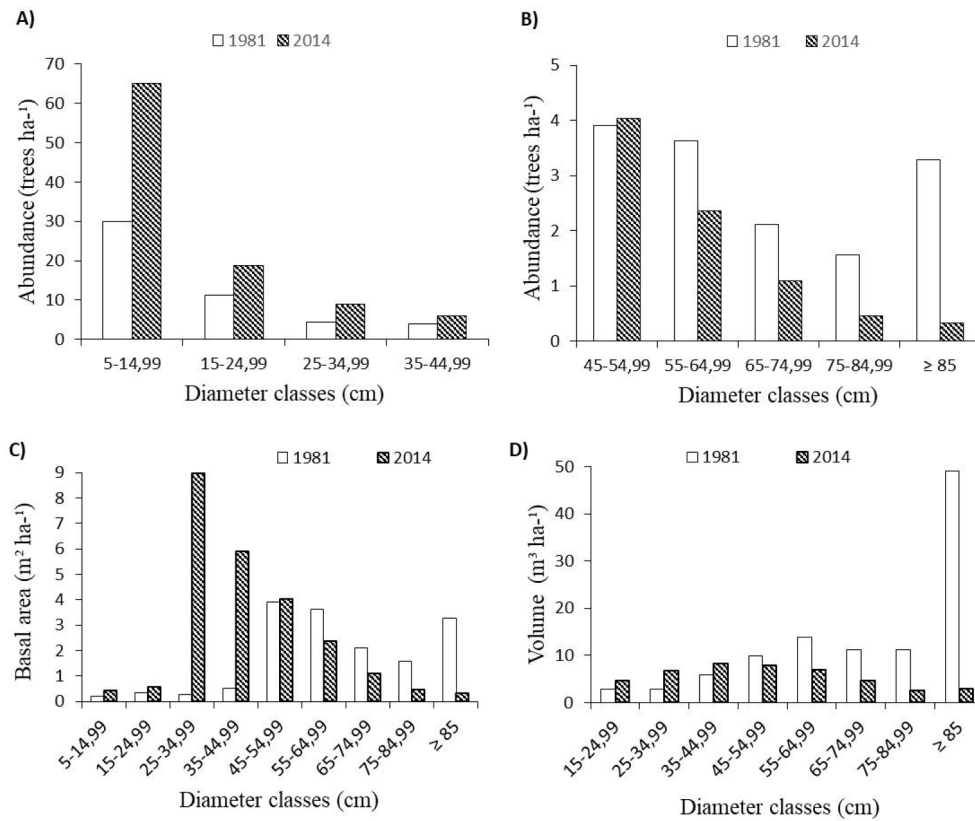 A)
1981 2014
70
60
50
40
30
20
10
0
Abundance (trees ha-¹)
5-14,99 15-24,99 25-34,99 35-44,99
Diameter classes (cm)
B)
1981 2014
5
4
3
2
1
0
Abundance (trees ha-¹)
45-54,99 55-64,99 65-74,99 75-84,99 ≥ 85
Diameter classes (cm)
C)
1981 2014
9
8
7
6
5
4
3
2
1
0
Basal area (m² ha-¹)
5-14,99 15-24,99 25-34,99 35-44,99 45-54,99 55-64,99 65-74,99 75-84,99 ≥ 85
Diameter classes (cm)
D)
1981 2014
50
40
30
20
10
0
Volume (m³ ha-¹)
15-24,99 25-34,99 35-44,99 45-54,99 55-64,99 65-74,99 75-84,99 ≥ 85
Diameter classes (cm)